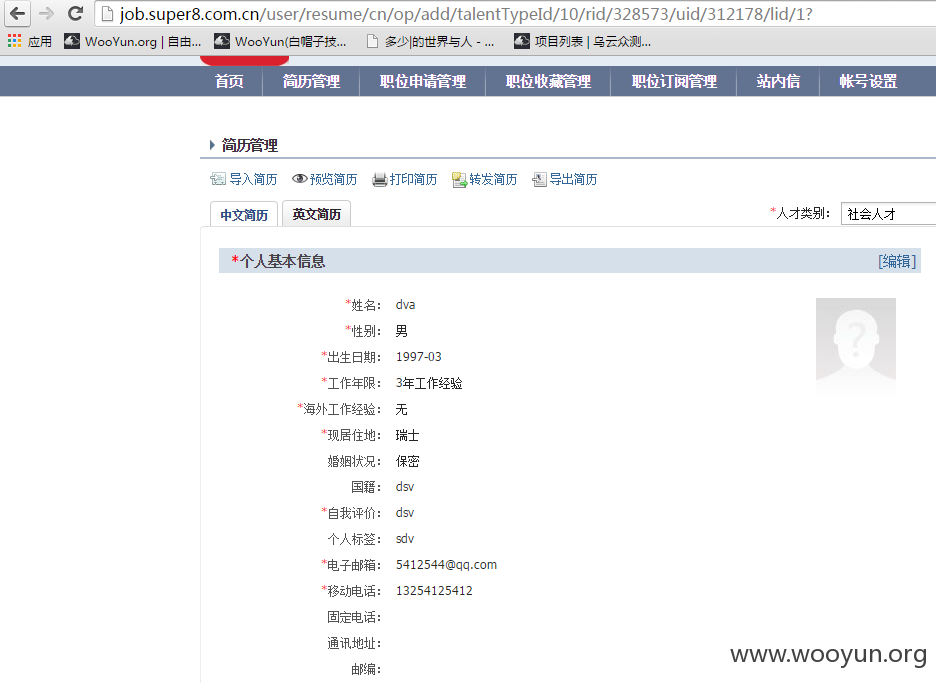 job.super8.com.cn/user/resume/cn/op/add/talentTypeId/10/rid/328573/uid/312178/lid/1?
应用 WooYun.org | 自由... WooYun(白帽子技... 多少|的世界与人 - ... 项目列表 | 乌云众测...
首页 简历管理 职位申请管理 职位收藏管理 职位订阅管理 站内信 帐号设置
简历管理
导入简历 预览简历 打印简历 转发简历 导出简历
中文简历 英文简历 *人才类别： 社会人才
*个人基本信息 [编辑]
*姓名： dva
*性别： 男
*出生日期： 1997-03
*工作年限： 3年工作经验
*海外工作经验： 无
*现居住地： 瑞士
婚姻状况： 保密
国籍： dsv
*自我评价： dsv
个人标签： sdv
*电子邮箱： 5412544@qq.com
*移动电话： 13254125412
固定电话：
通讯地址：
邮编：
www.wooyun.org